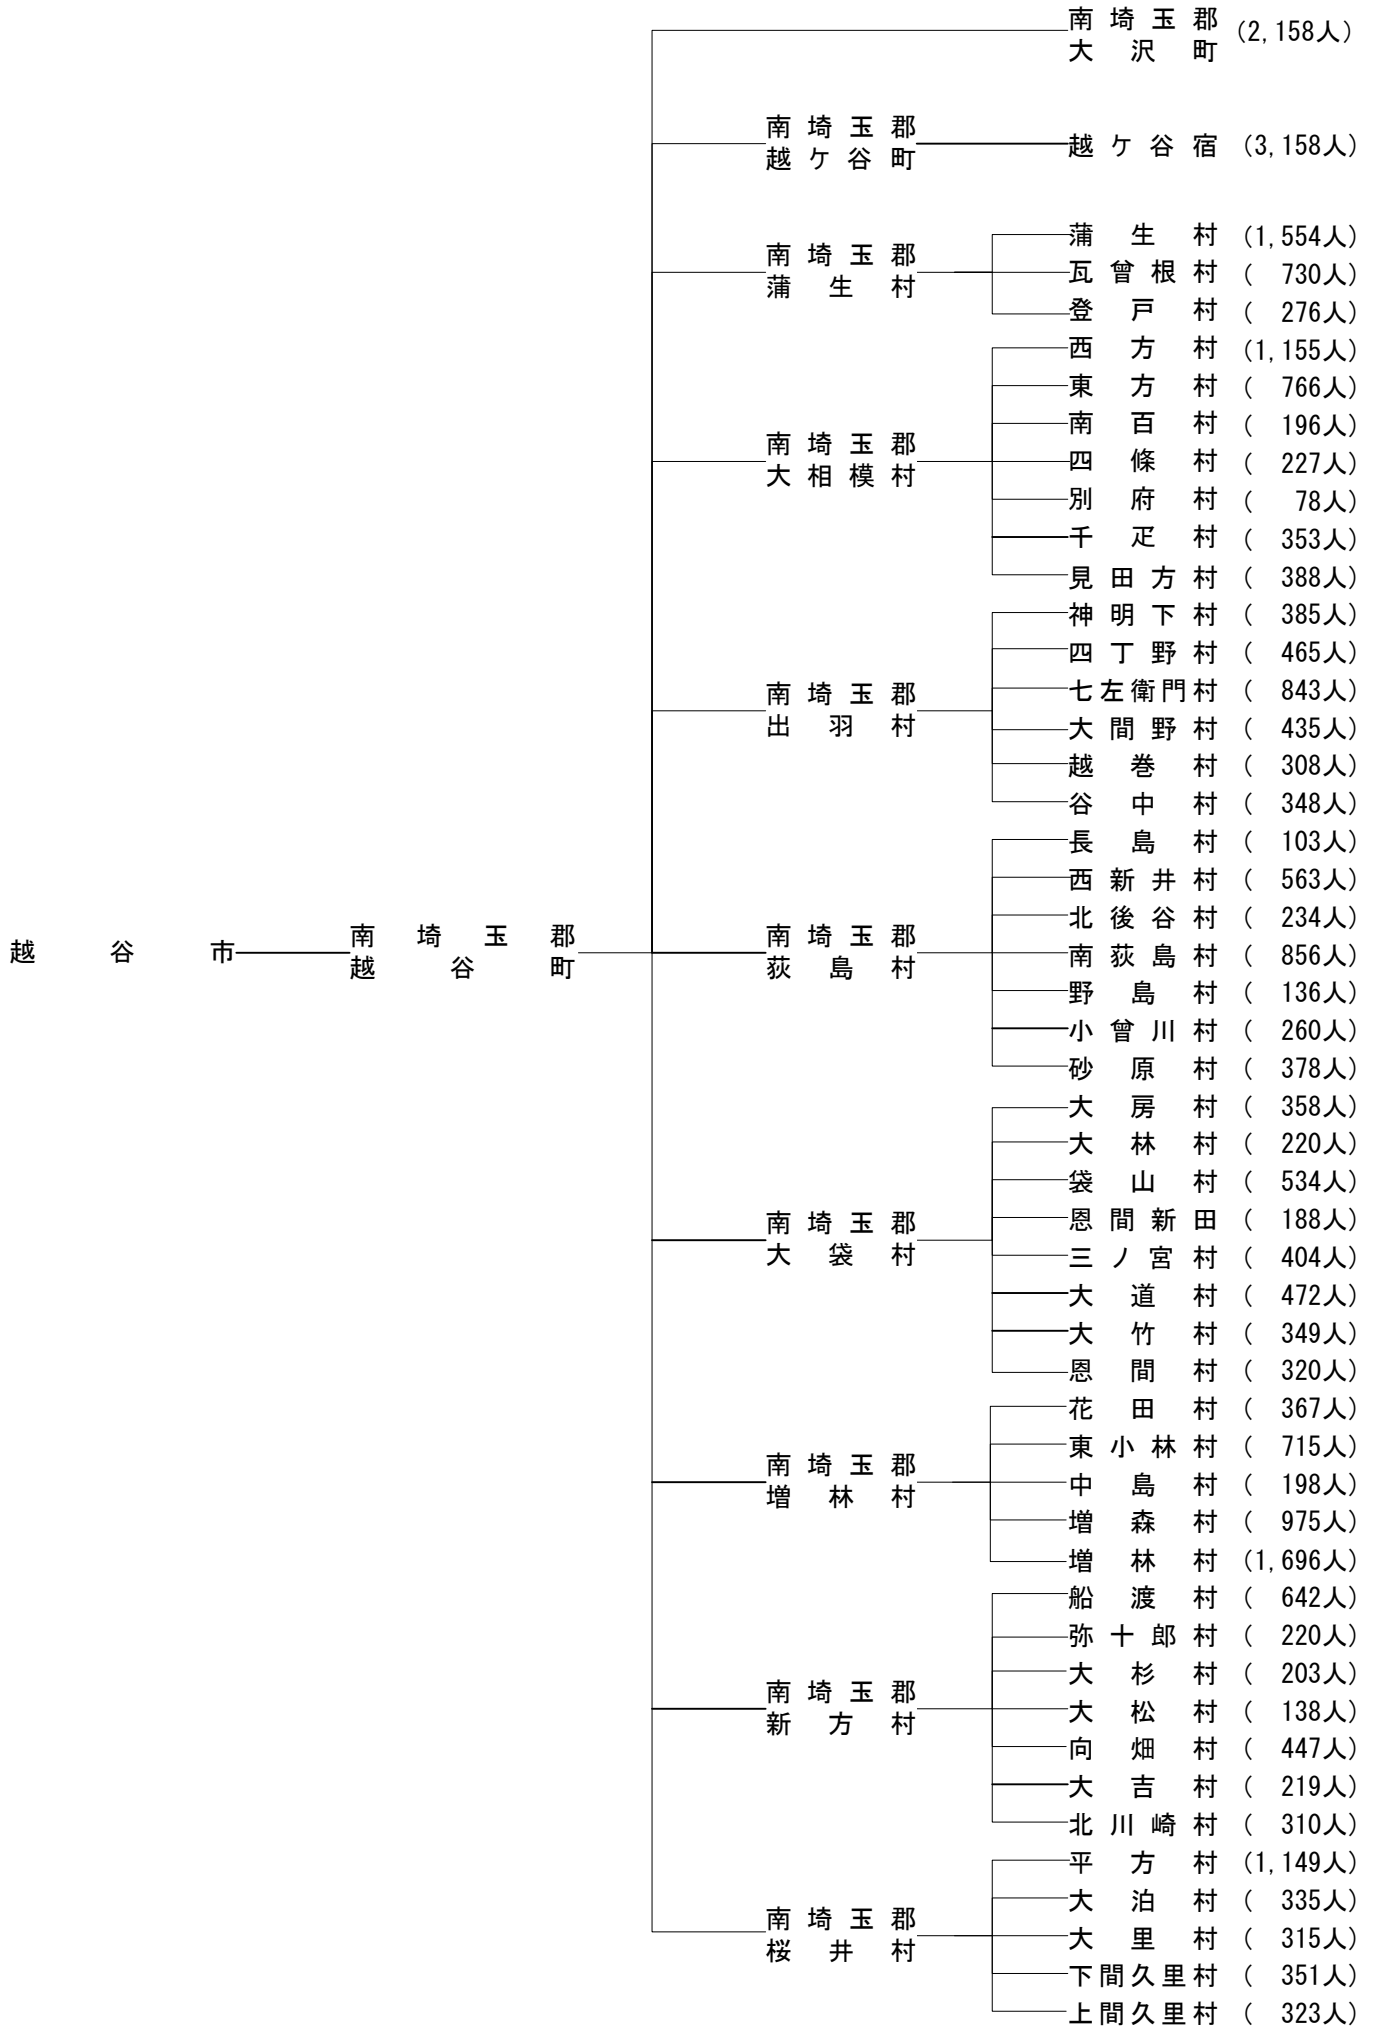 南埼玉郡
大沢町 (2,158人)
南埼玉郡
越ケ谷町
越ケ谷宿 (3,158人)
南埼玉郡
蒲生村
蒲生村 (1,554人)
瓦曾根村 ( 730人)
登戸村 ( 276人)
南埼玉郡
大相模村
西方村 (1,155人)
東方村 ( 766人)
南百村 ( 196人)
四條村 ( 227人)
別府村 ( 78人)
千疋村 ( 353人)
見田方村 ( 388人)
南埼玉郡
出羽村
神明下村 ( 385人)
四丁野村 ( 465人)
七左衛門村 ( 843人)
大間野村 ( 435人)
越巻村 ( 308人)
谷中村 ( 348人)
越谷市
南埼玉郡
越谷町
南埼玉郡
荻島村
長島村 ( 103人)
西新井村 ( 563人)
北後谷村 ( 234人)
南荻島村 ( 856人)
野島村 ( 136人)
小曾川村 ( 260人)
砂原村 ( 378人)
南埼玉郡
大袋村
大房村 ( 358人)
大林村 ( 220人)
袋山村 ( 534人)
恩間新田 ( 188人)
三ノ宮村 ( 404人)
大道村 ( 472人)
大竹村 ( 349人)
恩間村 ( 320人)
南埼玉郡
増林村
花田村 ( 367人)
東小林村 ( 715人)
中島村 ( 198人)
増森村 ( 975人)
増林村 (1,696人)
南埼玉郡
新方村
船渡村 ( 642人)
弥十郎村 ( 220人)
大杉村 ( 203人)
大松村 ( 138人)
向畑村 ( 447人)
大吉村 ( 219人)
北川崎村 ( 310人)
南埼玉郡
桜井村
平方村 (1,149人)
大泊村 ( 335人)
大里村 ( 315人)
下間久里村 ( 351人)
上間久里村 ( 323人)